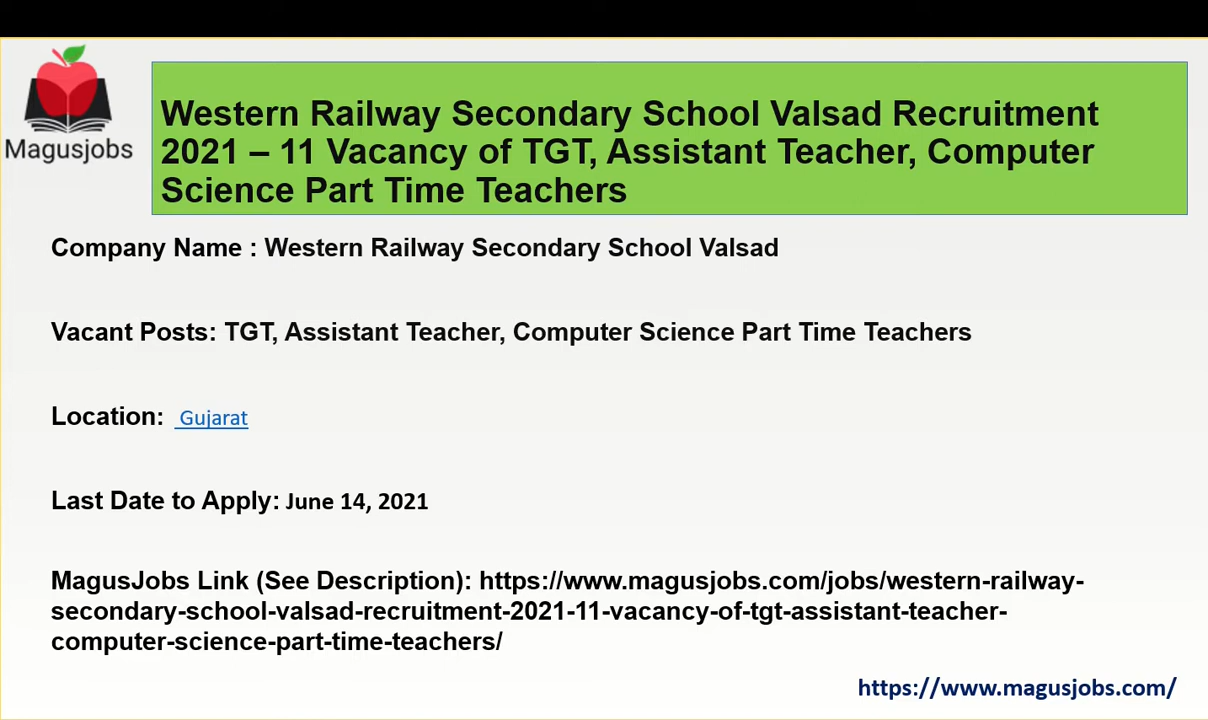 Magusjobs
Western Railway Secondary School Valsad Recruitment
2021 – 11 Vacancy of TGT, Assistant Teacher, Computer
Science Part Time Teachers
Company Name : Western Railway Secondary School Valsad
Vacant Posts: TGT, Assistant Teacher, Computer Science Part Time Teachers
Location: Gujarat
Last Date to Apply: June 14, 2021
MagusJobs Link (See Description): https://www.magusjobs.com/jobs/western-railway-
secondary-school-valsad-recruitment-2021-11-vacancy-of-tgt-assistant-teacher-
computer-science-part-time-teachers/
https://www.magusjobs.com/